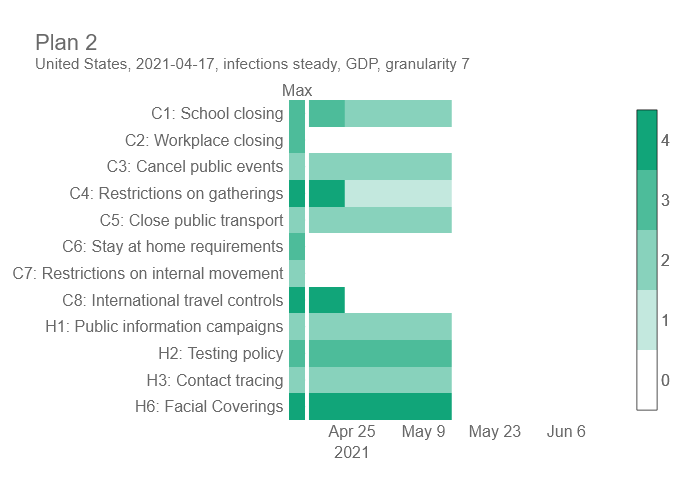 Plan 2
United States, 2021-04-17, infections steady, GDP, granularity 7
Max
C1: School closing
C2: Workplace closing
C3: Cancel public events
C4: Restrictions on gatherings
C5: Close public transport
C6: Stay at home requirements
C7: Restrictions on internal movement
C8: International travel controls
H1: Public information campaigns
H2: Testing policy
H3: Contact tracing
H6: Facial Coverings
Apr 25 May 9 May 23 Jun 6
2021
4
3
2
1
0